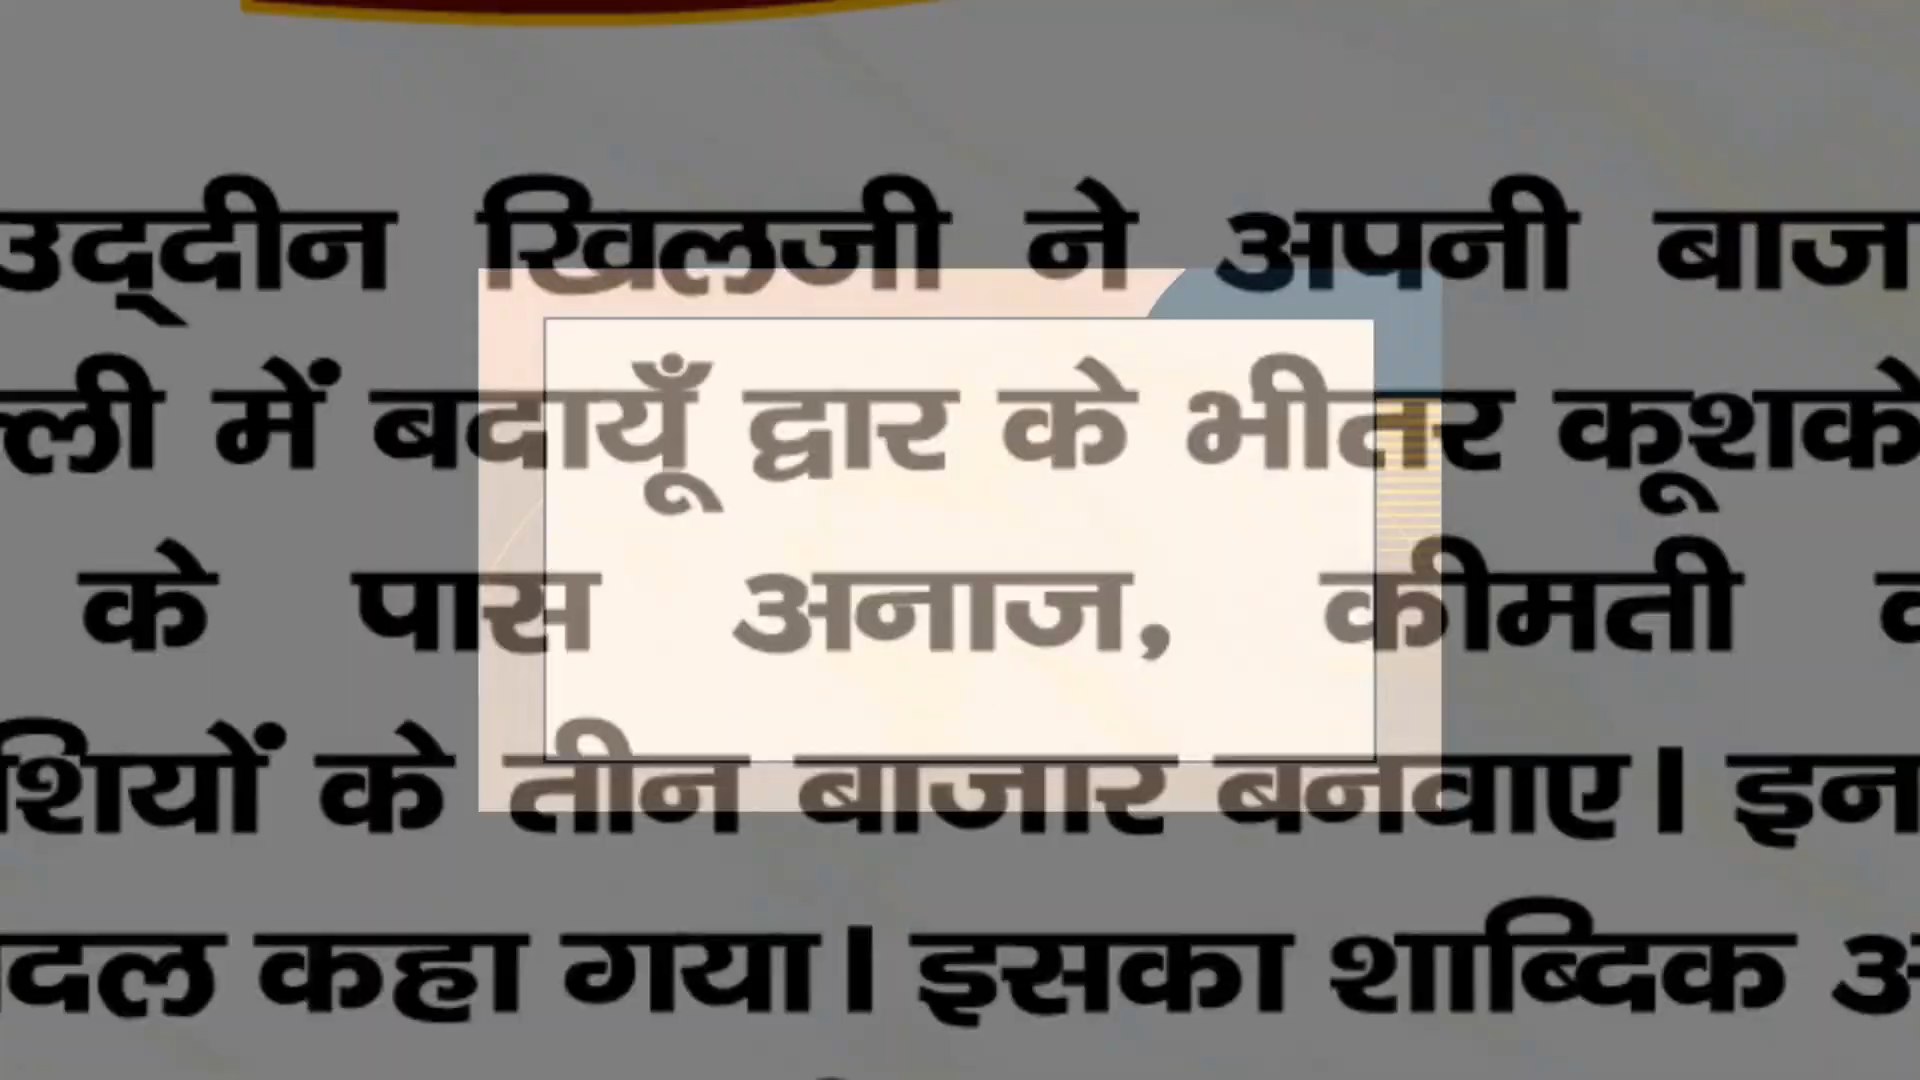 उद्दीन खिलजी ने अपनी बाज
ल्ली में बदायूँ द्वार के भीतर कूशके
के पास अनाज, कीमती
शियों के तीन बाजार बनवाए। इन
दल कहा गया। इसका शाब्दिक